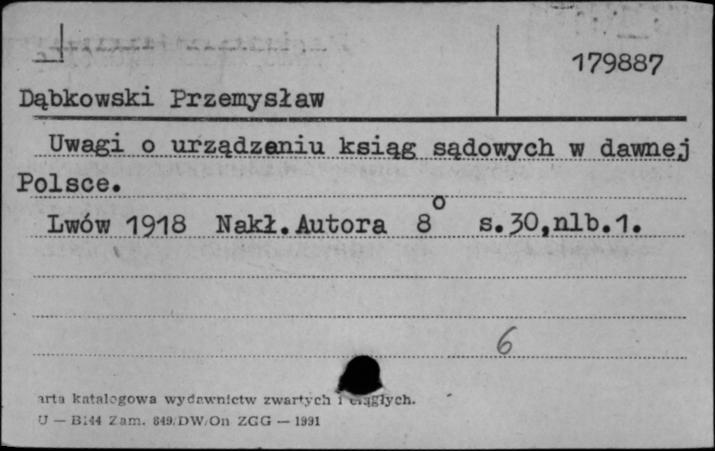 179887
Dąbkowski Przemysław
Uwagi o urządzeniu ksiąg sądowych w dawnej
Polsce.
Lwów 1918 Nakł.Autora 8° s.30,nlb.1.
6
arta katalogowa wydawnictw zwartych i ciągłych.
U — B144 Zam. 849/DW/On ZGG — 1991